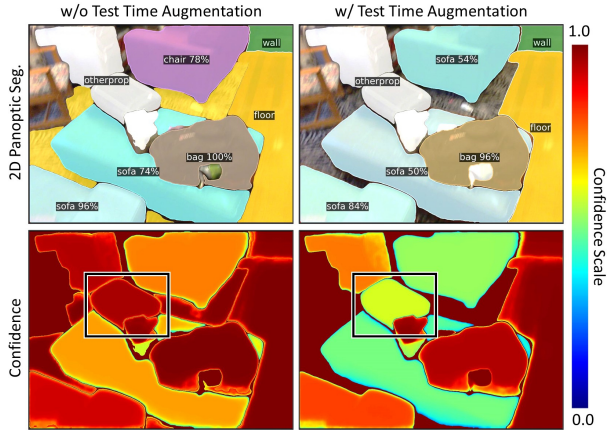 w/o Test Time Augmentation
w/ Test Time Augmentation
2D Panoptic Seg.
wall
chair 78%
otherprop
floor
bag 100%
sofa 74%
sofa 96%
wall
sofa 54%
otherprop
floor
bag 96%
sofa 50%
sofa 84%
1.0
Confidence Scale
0.0
Confidence